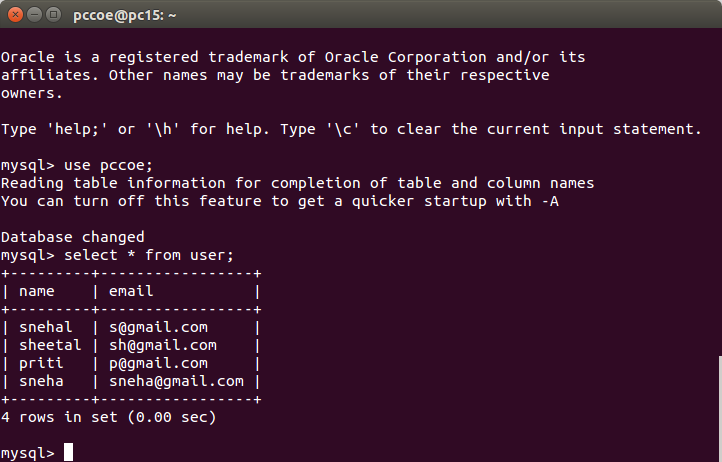 pccoe@pc15: ~
Oracle is a registered trademark of Oracle Corporation and/or its
affiliates. Other names may be trademarks of their respective
owners.
Type 'help;' or '\h' for help. Type '\c' to clear the current input statement.
mysql> use pccoe;
Reading table information for completion of table and column names
You can turn off this feature to get a quicker startup with -A
Database changed
mysql> select * from user;
+---------+-----------------+
| name    | email           |
+---------+-----------------+
| snehal  | s@gmail.com     |
| sheetal | sh@gmail.com    |
| priti   | p@gmail.com     |
| sneha   | sneha@gmail.com |
+---------+-----------------+
4 rows in set (0.00 sec)
mysql>